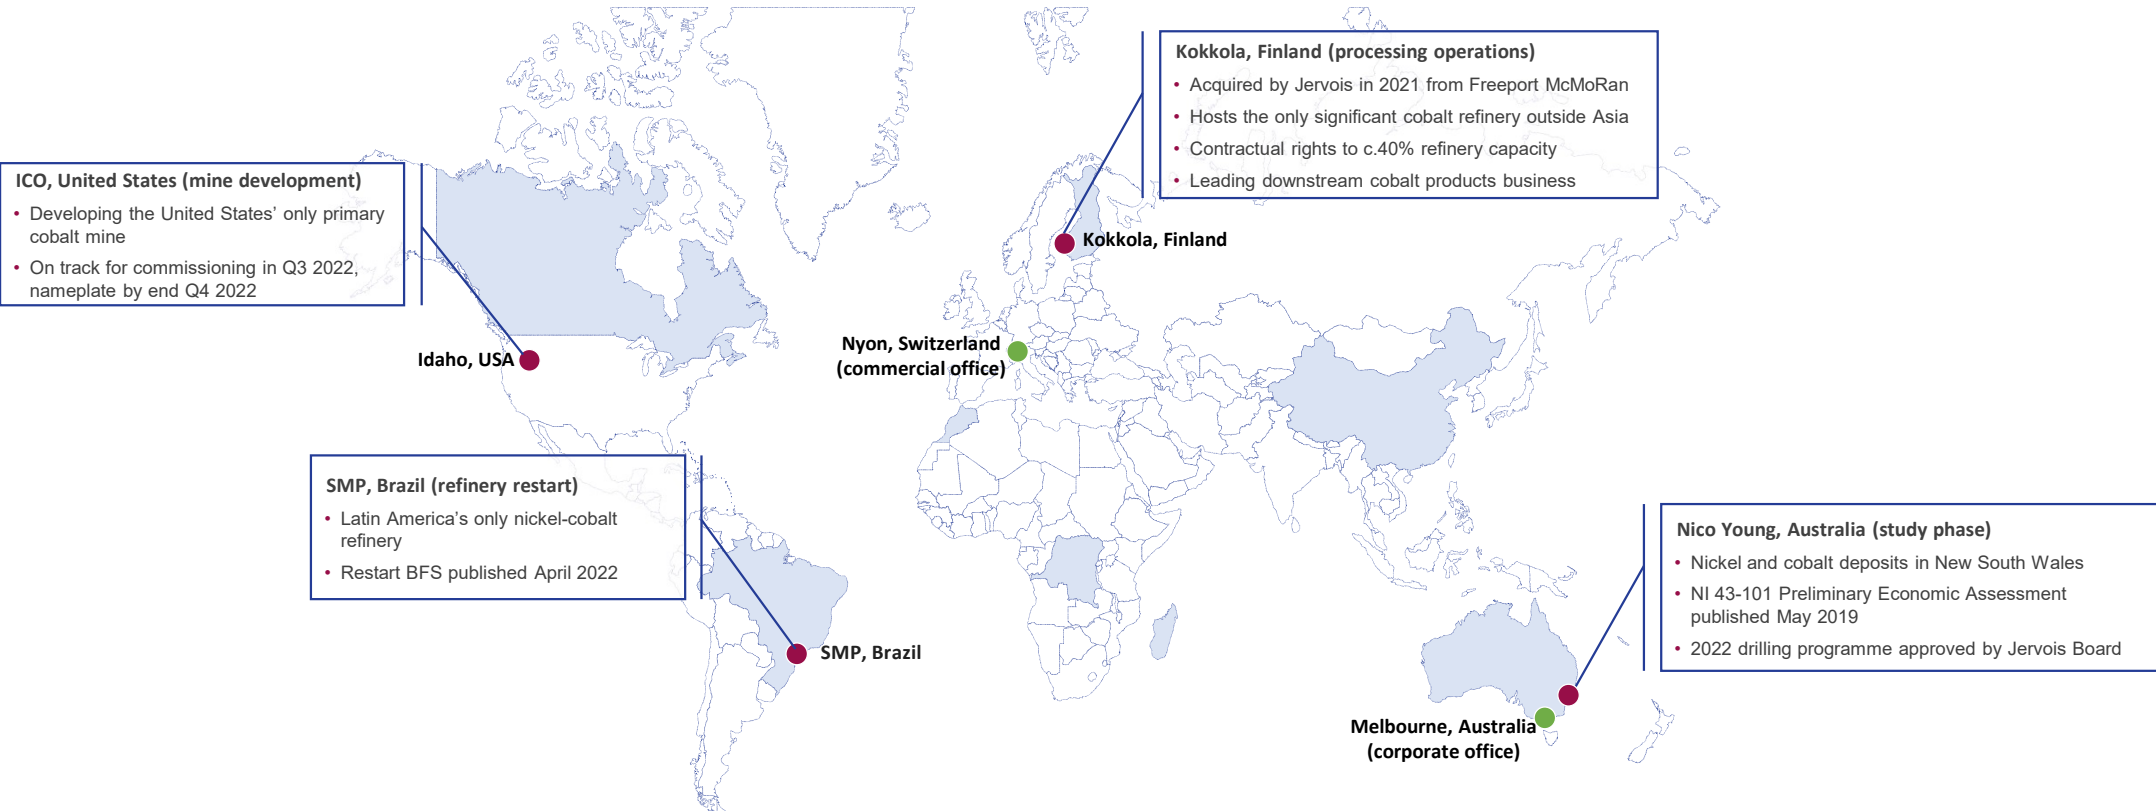 Kokkola, Finland (processing operations)
• Acquired by Jervois in 2021 from Freeport McMoRan
• Hosts the only significant cobalt refinery outside Asia
• Contractual rights to c.40% refinery capacity
• Leading downstream cobalt products business
ICO, United States (mine development)
• Developing the United States’ only primary
cobalt mine
• On track for commissioning in Q3 2022,
nameplate by end Q4 2022
Kokkola, Finland
Idaho, USA
Nyon, Switzerland
(commercial office)
SMP, Brazil (refinery restart)
• Latin America’s only nickel-cobalt
refinery
• Restart BFS published April 2022
SMP, Brazil
Nico Young, Australia (study phase)
• Nickel and cobalt deposits in New South Wales
• NI 43-101 Preliminary Economic Assessment
published May 2019
• 2022 drilling programme approved by Jervois Board
Melbourne, Australia
(corporate office)